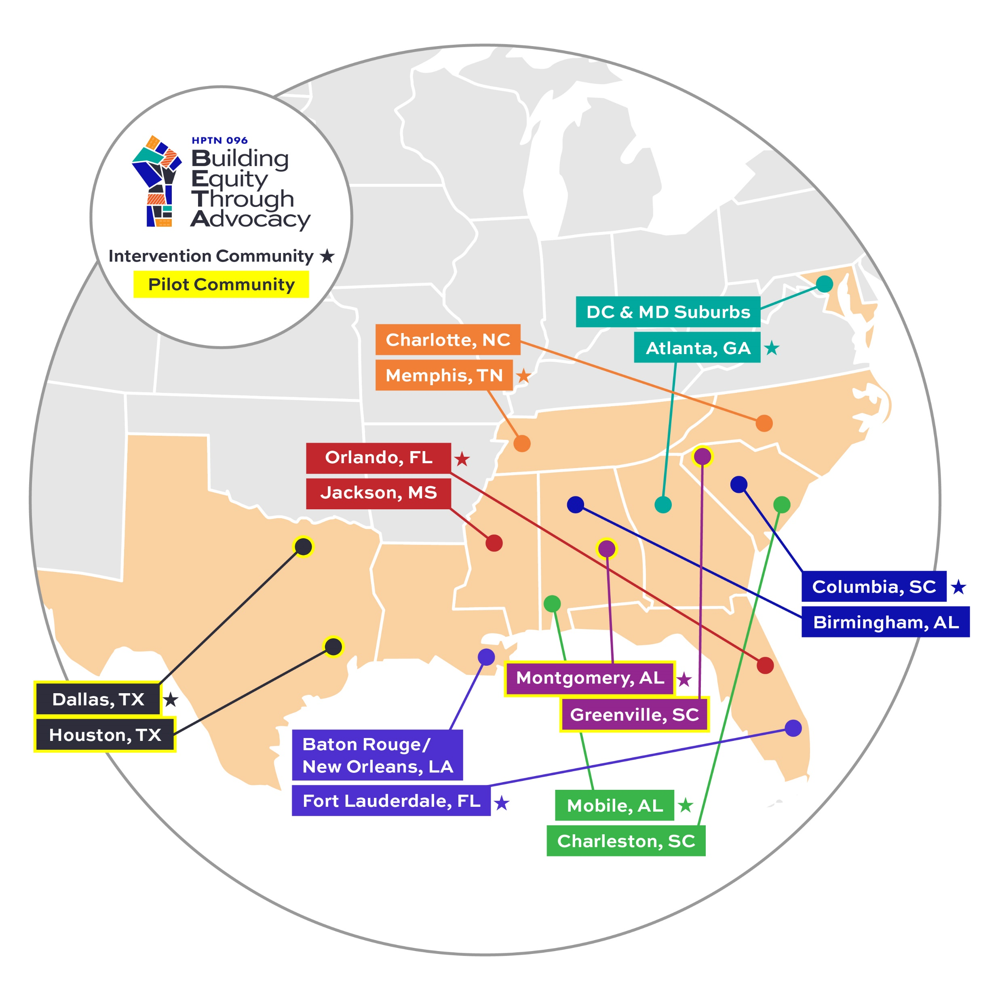 HPTN 096
Building
Equity
Through
Advocacy
Intervention Community ★
Pilot Community
DC & MD Suburbs
Atlanta, GA ★
Charlotte, NC
Memphis, TN ★
Orlando, FL ★
Jackson, MS
Columbia, SC ★
Birmingham, AL
Montgomery, AL ★
Greenville, SC
Dallas, TX ★
Houston, TX
Baton Rouge/
New Orleans, LA
Fort Lauderdale, FL ★
Mobile, AL ★
Charleston, SC